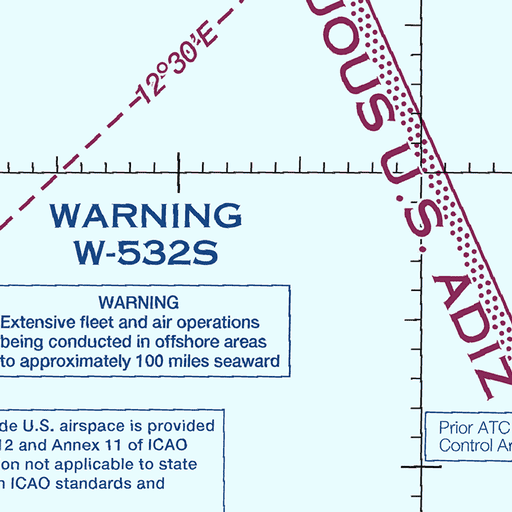 12°30'E
UOUS U.S. ADIZ
WARNING
W-532S
WARNING
Extensive fleet and air operations
being conducted in offshore areas
to approximately 100 miles seaward
de U.S. airspace is provided
12 and Annex 11 of ICAO
on not applicable to state
ICAO standards and
Prior ATC
Control